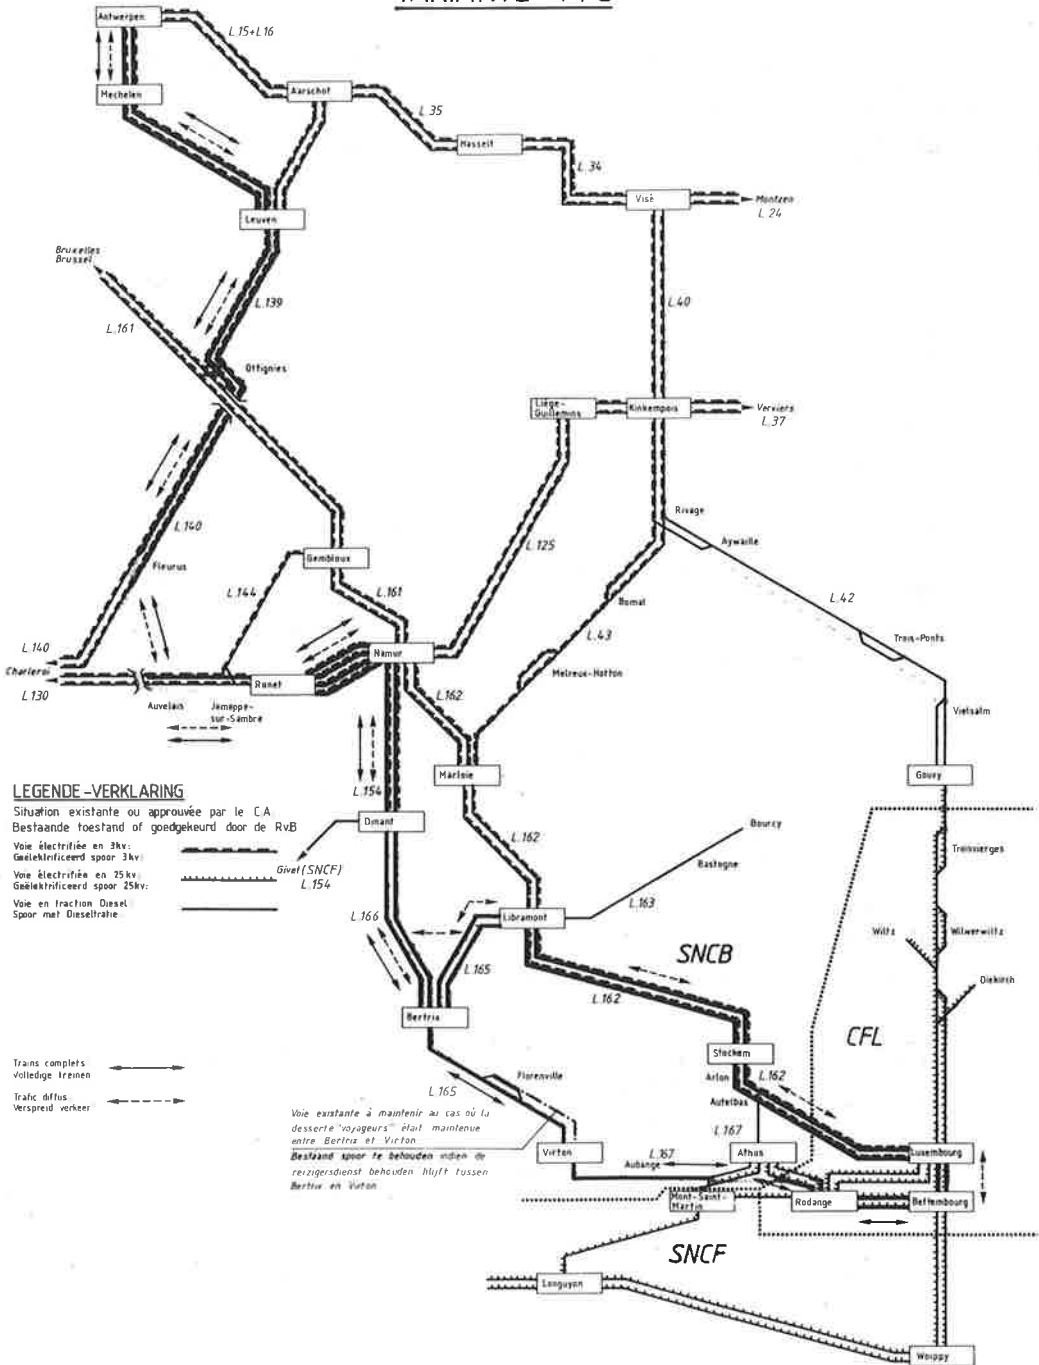 Antwerpen
L.15+L16
Mechelen
Aarschot
L.35
Hasselt
L.34
Visé
Montzen
L.24
Leuven
Bruxelles
Brussel
L.139
L.161
L.40
Ottignies
Liège-
Guillemins
Kinkempois
Verviers
L.37
L.140
Rivage
Aywaille
L.125
Gembloux
Fleurus
L.144
L.161
Bomal
L.42
L.43
Trois-Ponts
L.140
Charleroi
L.130
Namur
Ronet
Melreux-Hotton
L.162
Auvelais
Jemeppe-
sur-Sambre
Vielsalm
Marloie
Gouvy
LEGENDE-VERKLARING
Situation existante ou approuvée par le C.A.
Bestaande toestand of goedgekeurd door de RvB
L.154
Dinant
L.162
Bourcy
Voie électrifiée en 3kv:
Geëlektrificeerd spoor 3kv:
Troisvierges
Bastogne
Voie électrifiée en 25kv:
Geëlektrificeerd spoor 25kv:
Givet (SNCF)
L.154
Voie en traction Diesel
Spoor met Dieseltratie
L.166
Libramont
L.163
Wiltz
Wilwerwiltz
SNCB
L.165
Diekirch
L.162
Bertrix
CFL
Stockem
Trains complets
Volledige treinen
Florenville
Arlon
L.162
L.165
Autelbas
Trafic diffus
Verspreid verkeer
Voie existante à maintenir au cas où la
desserte "voyageurs" était maintenue
entre Bertrix et Virton
L.167
Bestaand spoor te behouden indien de
reizigersdienst behouden blijft tussen
Bertrix en Virton
Virton
L.167
Aubange
Athus
Luxembourg
Mont-Saint-
Martin
Rodange
Bettembourg
SNCF
Longuyon
Woippy